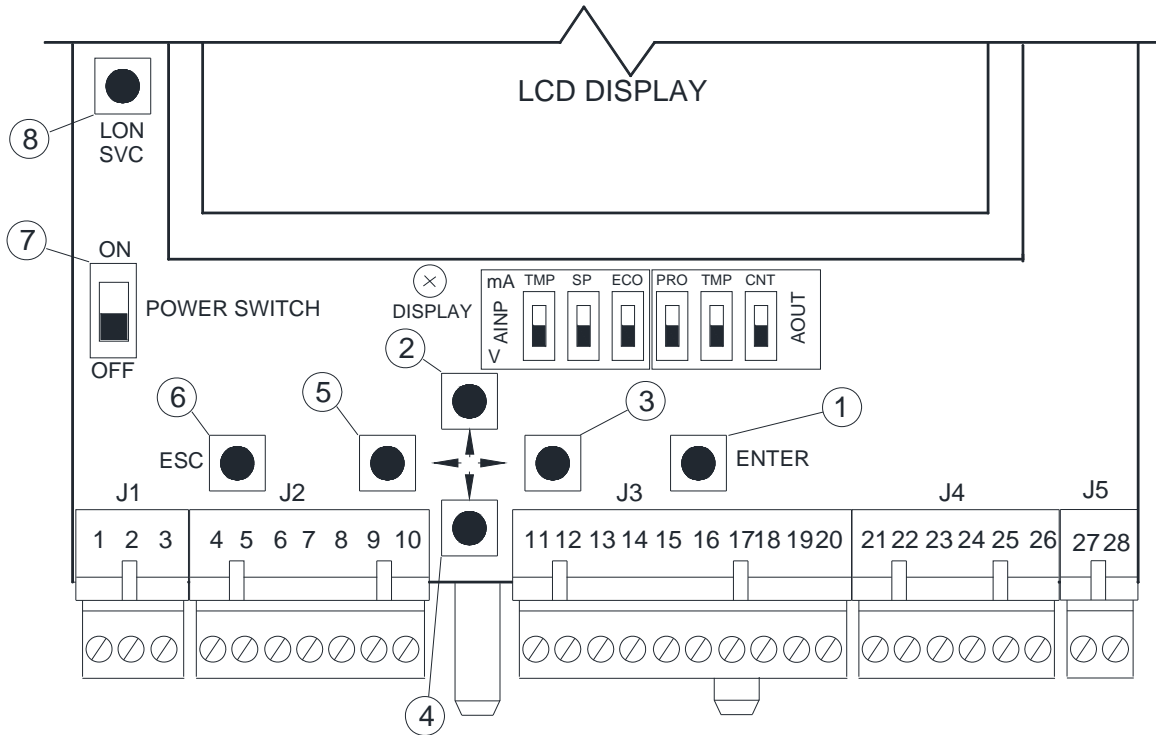 LCD DISPLAY
8
LON
SVC
7
ON
POWER SWITCH
OFF
DISPLAY
mA
AINP
V
TMP SP ECO
PRO TMP CNT
AOUT
2
6
5
3
1
ESC
ENTER
J1
J2
J3
J4
J5
1 2 3
4 5 6 7 8 9 10
11 12 13 14 15 16 17 18 19 20
21 22 23 24 25 26
27 28
4